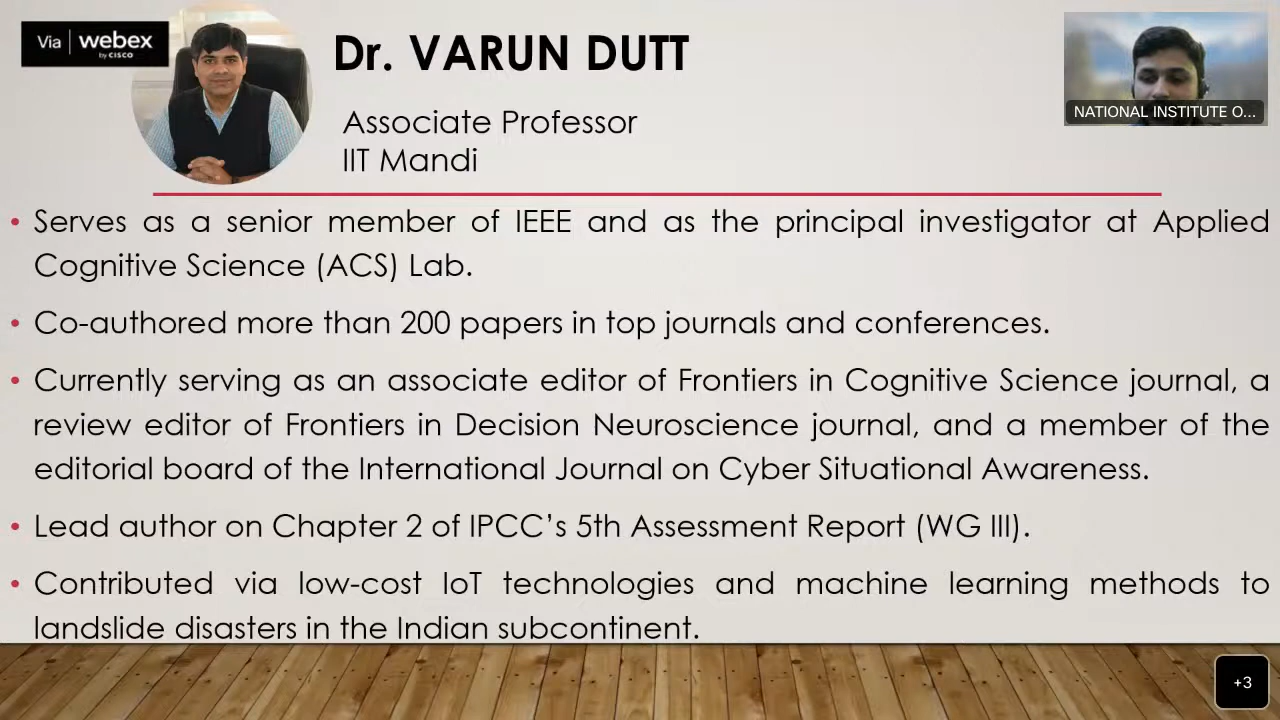 Via | webex
by CISCO
Dr. VARUN DUTT
Associate Professor
IIT Mandi
NATIONAL INSTITUTE O...
• Serves as a senior member of IEEE and as the principal investigator at Applied
Cognitive Science (ACS) Lab.
• Co-authored more than 200 papers in top journals and conferences.
• Currently serving as an associate editor of Frontiers in Cognitive Science journal, a
review editor of Frontiers in Decision Neuroscience journal, and a member of the
editorial board of the International Journal on Cyber Situational Awareness.
• Lead author on Chapter 2 of IPCC’s 5th Assessment Report (WG III).
• Contributed via low-cost IoT technologies and machine learning methods to
landslide disasters in the Indian subcontinent.
+3